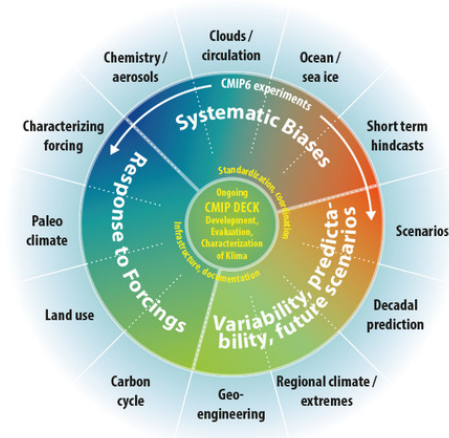 Clouds /
circulation
Ocean /
sea ice
Short term
hindcasts
Scenarios
Decadal
prediction
Regional climate /
extremes
Geo-
engineering
Carbon
cycle
Land use
Paleo
climate
Characterizing
forcing
Chemistry /
aerosols
CMIP6 experiments
Systematic Biases
Variability, predicta-
bility, future scenarios
Response to Forcings
Standardization, coordination
Infrastructure, documentation
Ongoing
CMIP DECK
Development,
Evaluation,
Characterization
of Klima